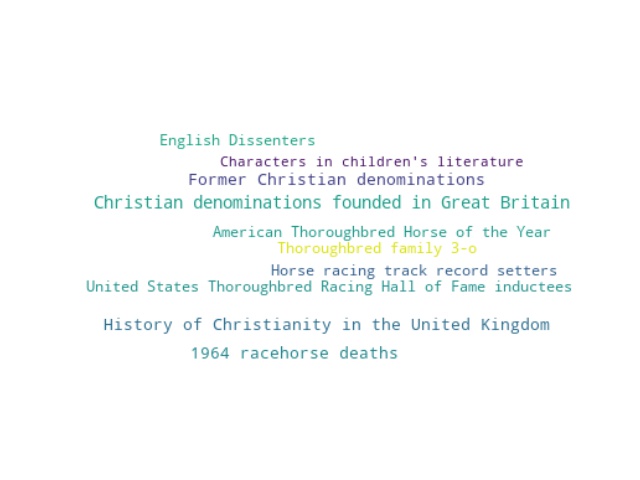 English Dissenters
Characters in children's literature
Former Christian denominations
Christian denominations founded in Great Britain
American Thoroughbred Horse of the Year
Thoroughbred family 3-o
Horse racing track record setters
United States Thoroughbred Racing Hall of Fame inductees
History of Christianity in the United Kingdom
1964 racehorse deaths